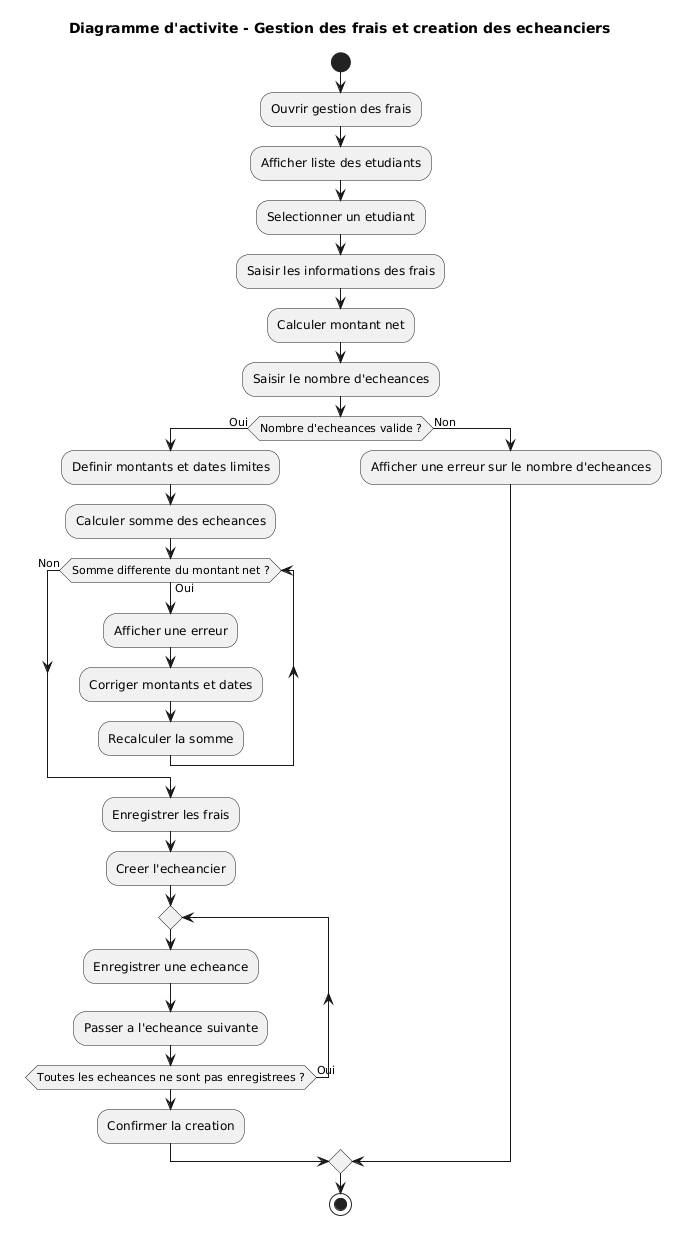 Diagramme d'activite - Gestion des frais et creation des echeanciers
Ouvrir gestion des frais
Afficher liste des etudiants
Selectionner un etudiant
Saisir les informations des frais
Calculer montant net
Saisir le nombre d'echeances
Oui
Nombre d'echeances valide ?
Non
Definir montants et dates limites
Afficher une erreur sur le nombre d'echeances
Calculer somme des echeances
Non
Somme differente du montant net ?
Oui
Afficher une erreur
Corriger montants et dates
Recalculer la somme
Enregistrer les frais
Creer l'echeancier
Enregistrer une echeance
Passer a l'echeance suivante
Toutes les echeances ne sont pas enregistrees ?
Oui
Confirmer la creation